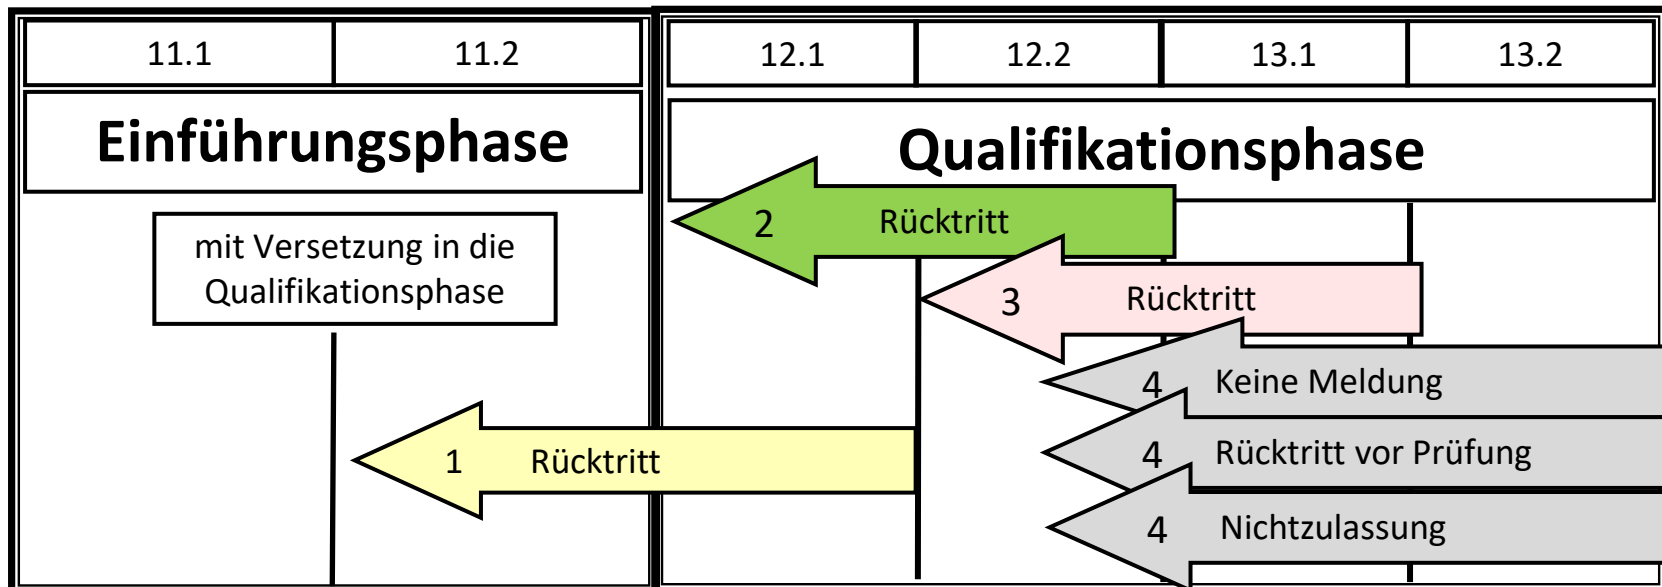 11.1
11.2
12.1
12.2
13.1
13.2
Einführungsphase
Qualifikationsphase
mit Versetzung in die
Qualifikationsphase
2 Rücktritt
3 Rücktritt
4 Keine Meldung
1 Rücktritt
4 Rücktritt vor Prüfung
4 Nichtzulassung